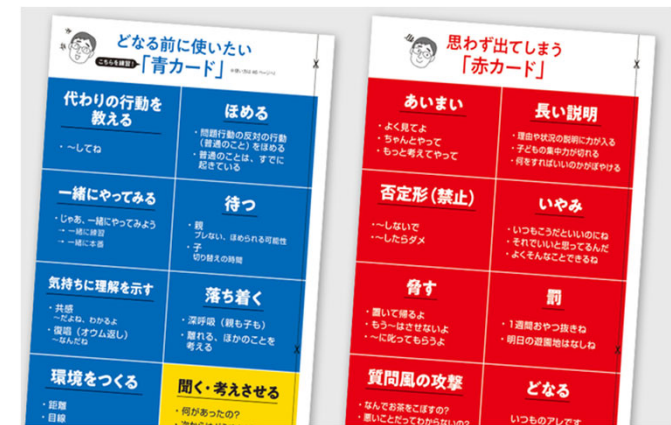 どなる前に使いたい
こちらを練習!
「青カード」
代わりの行動を
教える
・〜してね
ほめる
・問題行動の反対の行動
（普通のこと）をほめる
・普通のことは、すでに
起きている
一緒にやってみる
・じゃあ、一緒にやってみよう
→ 一緒に練習
→ 一緒に本番
待つ
・親
ブレない、ほめられる可能性
・子
切り替えの時間
気持ちに理解を示す
・共感
〜だよね、わかるよ
・復唱（オウム返し）
〜なんだね
落ち着く
・深呼吸（親も子も）
・離れる、ほかのことを
考える
環境をつくる
・距離
・目線
聞く・考えさせる
・何があったの?
思わず出てしまう
「赤カード」
あいまい
・よく見てよ
・ちゃんとやって
・もっと考えてやって
長い説明
・理由や状況の説明に力が入る
・子どもの集中力が切れる
・何をすればいいのかがぼやける
否定形（禁止）
・〜しないで
・〜したらダメ
いやみ
・いつもこうだといいのにね
・それでいいと思ってるんだ
・よくそんなことできるね
脅す
・置いて帰るよ
・もう〜はさせないよ
・〜に叱ってもらうよ
罰
・1週間おやつ抜きね
・明日の遊園地はなしね
質問風の攻撃
・なんでお茶をこぼすの?
・悪いことだってわからないの?
どなる
いつものアレです